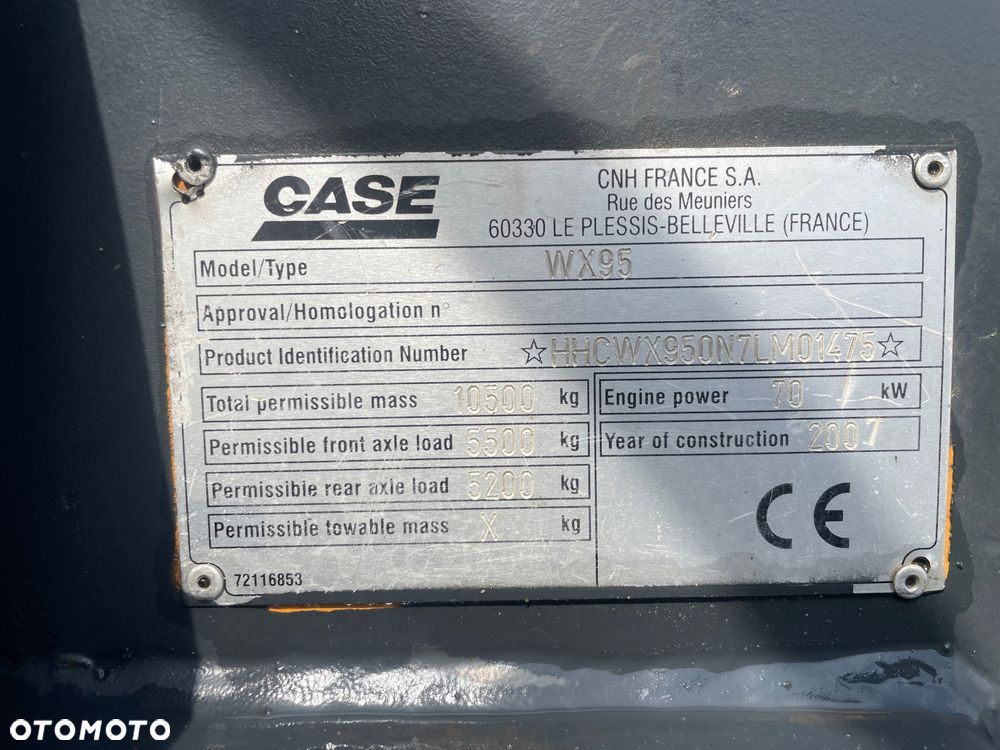 CASE
CNH FRANCE S.A.
Rue des Meuniers
60330 LE PLESSIS-BELLEVILLE (FRANCE)
Model/Type WX95
Approval/Homologation n°
Product Identification Number ☆HHCWX950N7LM01475☆
Total permissible mass 10500 kg
Engine power 70 kW
Permissible front axle load 5500 kg
Year of construction 2007
Permissible rear axle load 5200 kg
Permissible towable mass X kg
CE
72116853
OTOMOTO